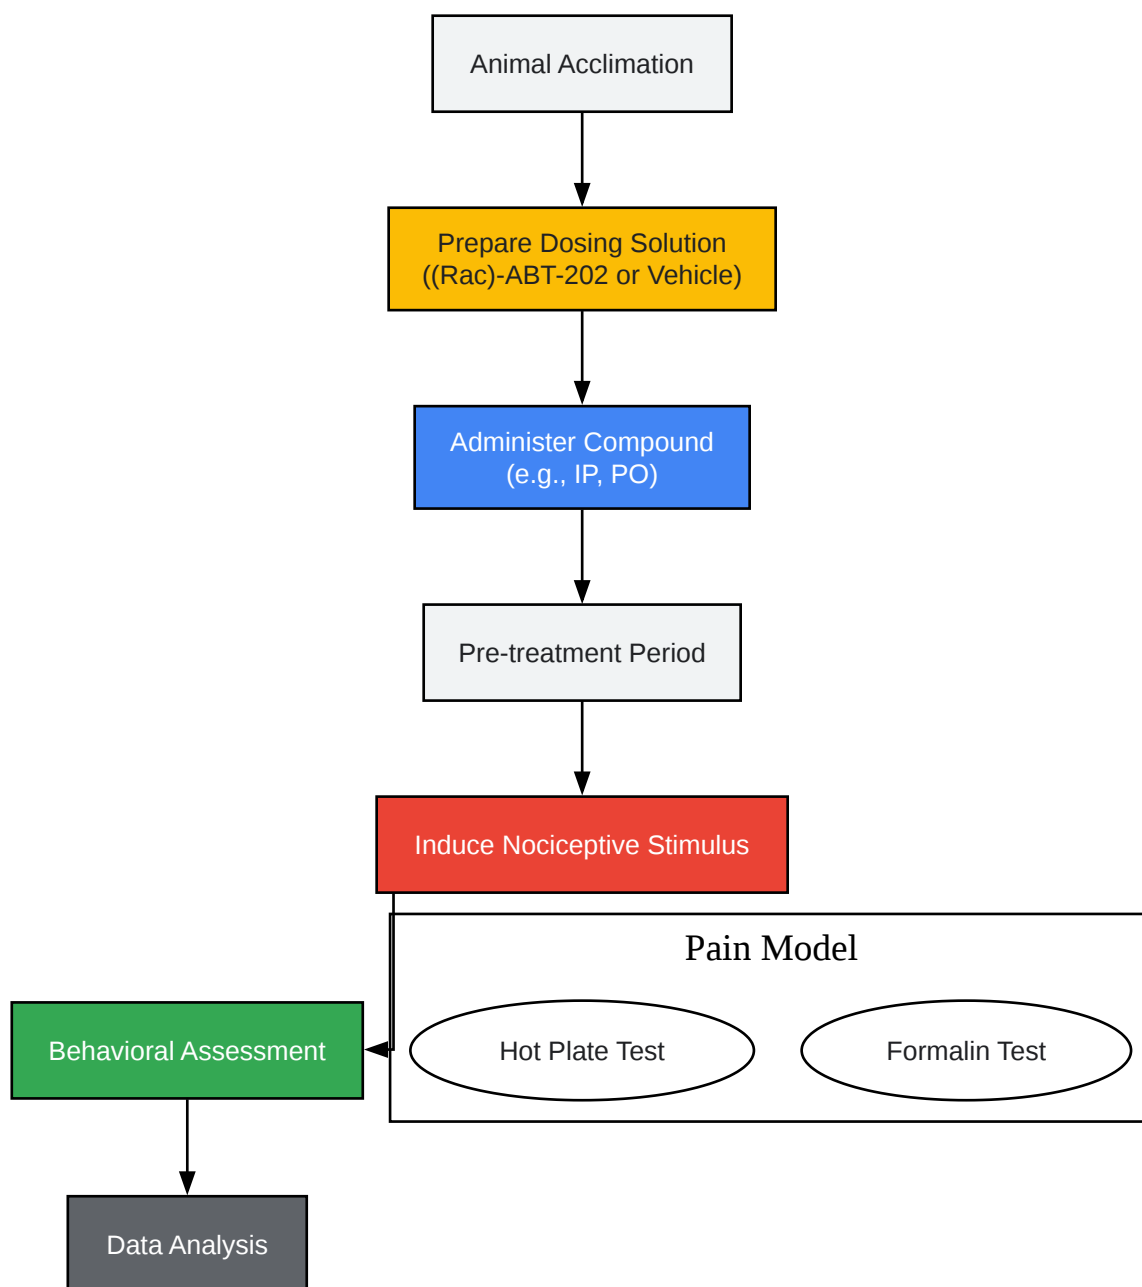 Animal Acclimation
Prepare Dosing Solution
((Rac)-ABT-202 or Vehicle)
Administer Compound
(e.g., IP, PO)
Pre-treatment Period
Induce Nociceptive Stimulus
Pain Model
Behavioral Assessment
Hot Plate Test
Formalin Test
Data Analysis